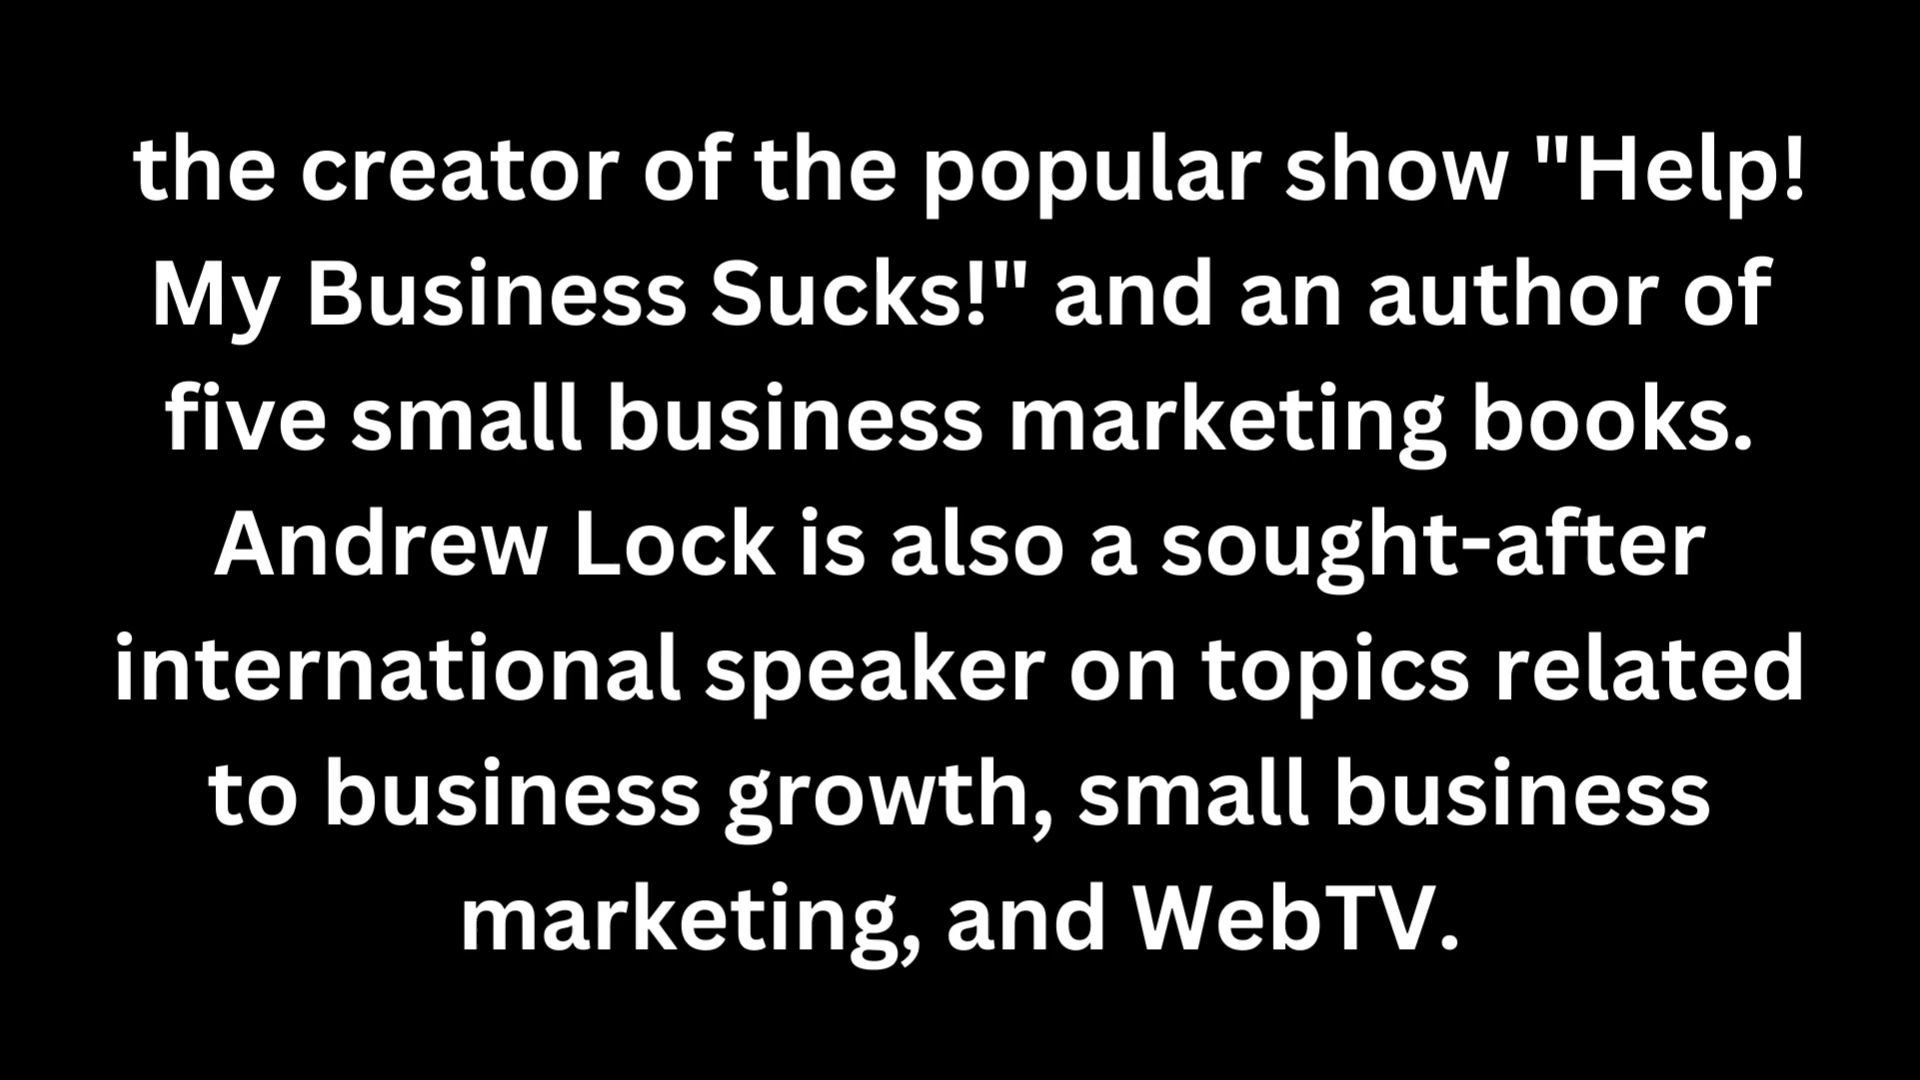 the creator of the popular show "Help!
My Business Sucks!" and an author of
five small business marketing books.
Andrew Lock is also a sought-after
international speaker on topics related
to business growth, small business
marketing, and WebTV.